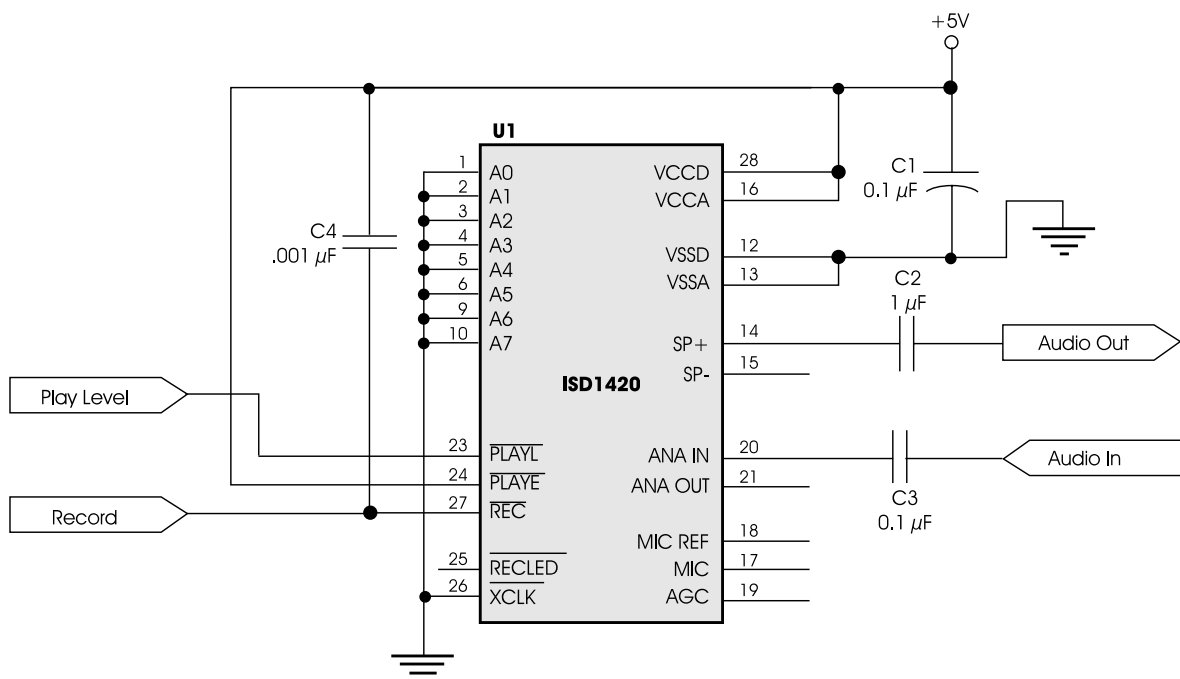 +5V
U1
1 A0
2 A1
3 A2
4 A3
5 A4
6 A5
9 A6
10 A7
23 PLAYL
24 PLAYE
27 REC
25 RECLED
26 XCLK
ISD1420
VCCD 28
VCCA 16
VSSD 12
VSSA 13
SP+ 14
SP- 15
ANA IN 20
ANA OUT 21
MIC REF 18
MIC 17
AGC 19
C4
.001 µF
C1
0.1 µF
C2
1 µF
C3
0.1 µF
Play Level
Record
Audio Out
Audio In